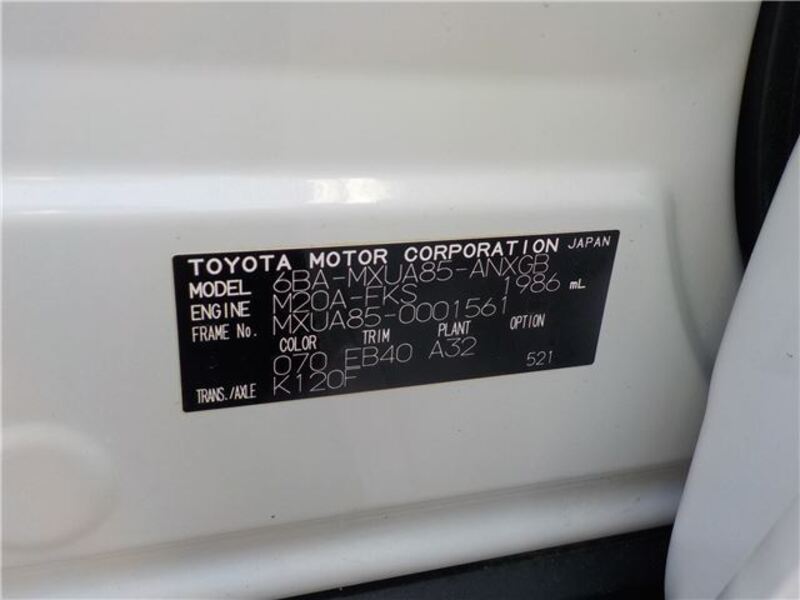 TOYOTA MOTOR CORPORATION JAPAN
MODEL 6BA-MXUA85-ANXGB
ENGINE M20A-FKS 1986 mL
FRAME No. MXUA85-0001561
COLOR TRIM PLANT OPTION
070 EB40 A32 521
TRANS./AXLE K120F